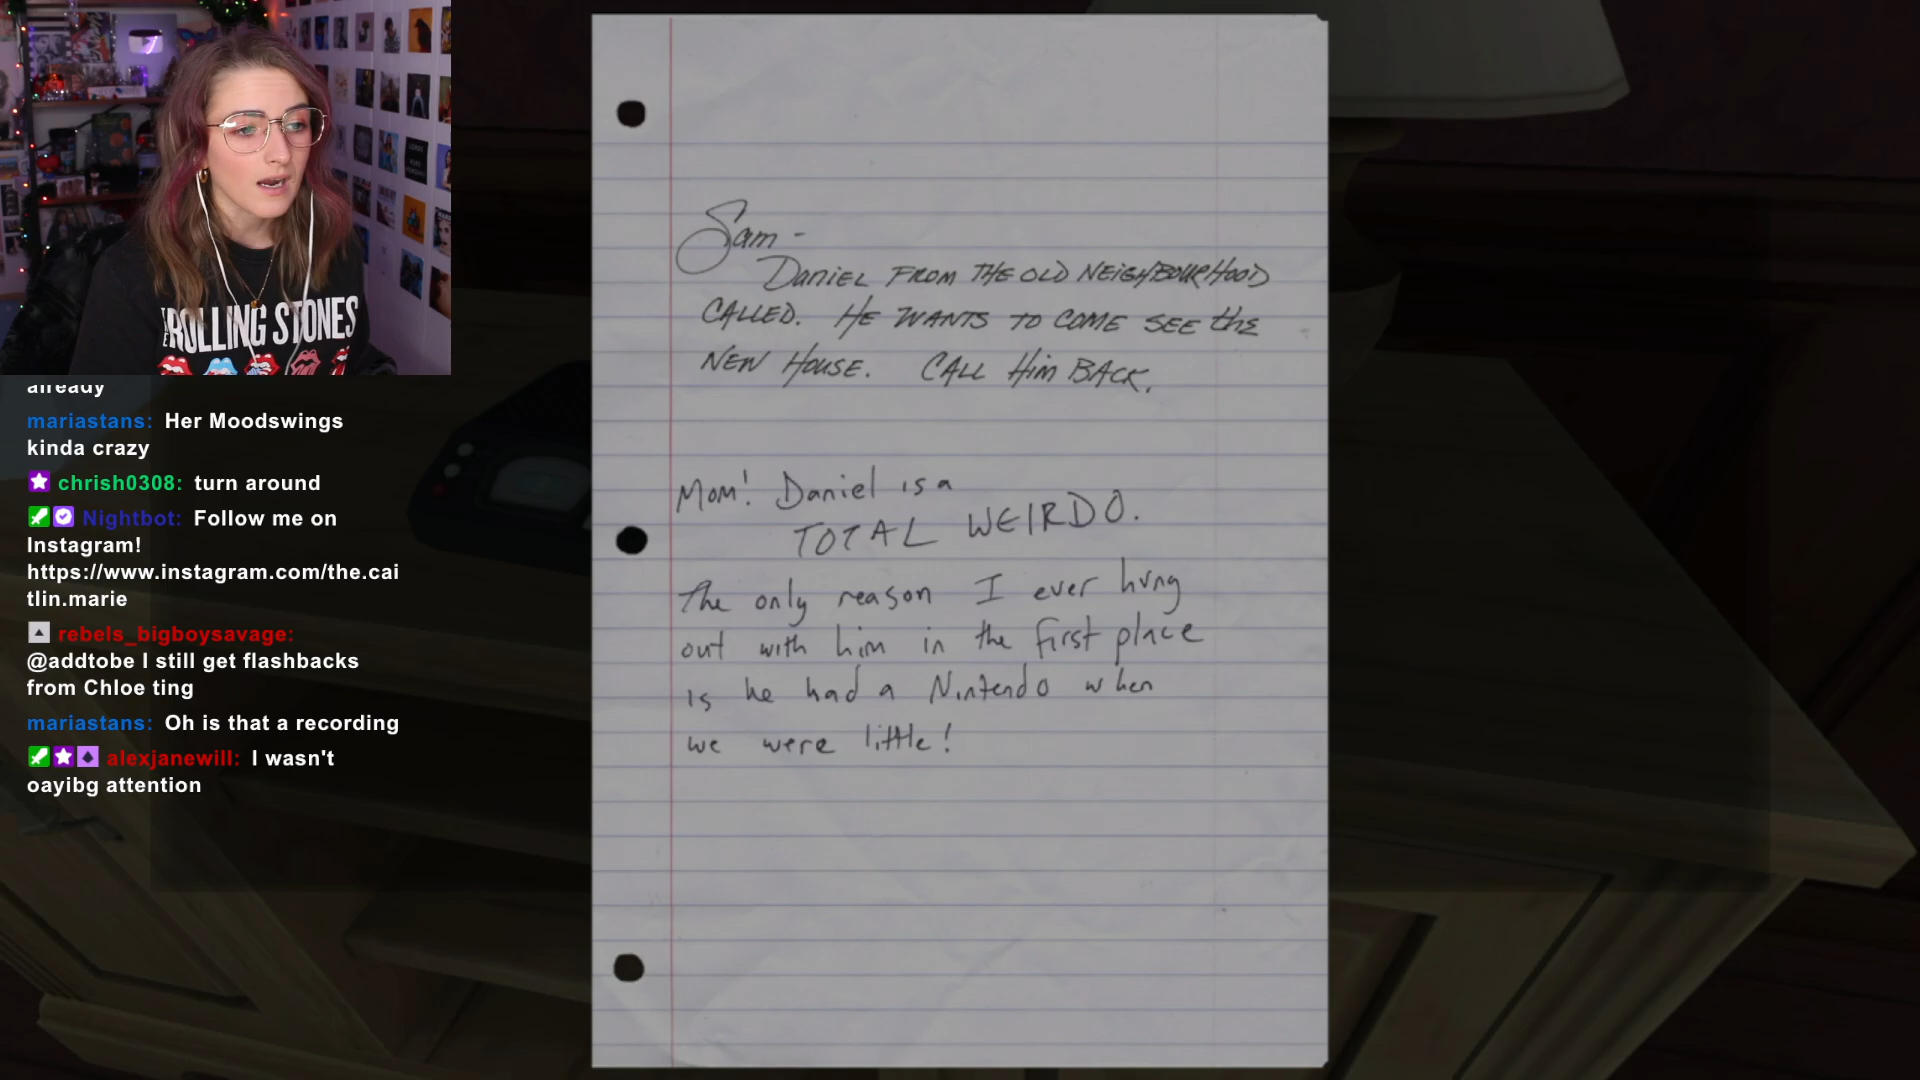 THE
ROLLING STONES
already
mariastans: Her Moodswings
kinda crazy
chrish0308: turn around
Nightbot: Follow me on
Instagram!
https://www.instagram.com/the.cai
tlin.marie
rebels_bigboysavage:
@addtobe I still get flashbacks
from Chloe ting
mariastans: Oh is that a recording
alexjanewill: I wasn't
oayibg attention
Sam -
Daniel FROM THE OLD NEIGHBOURHOOD
CALLED. HE WANTS TO COME SEE the
NEW HOUSE. CALL Him BACK.
Mom! Daniel is a
TOTAL WEIRDO.
The only reason I ever hung
out with him in the first place
is he had a Nintendo when
we were little!